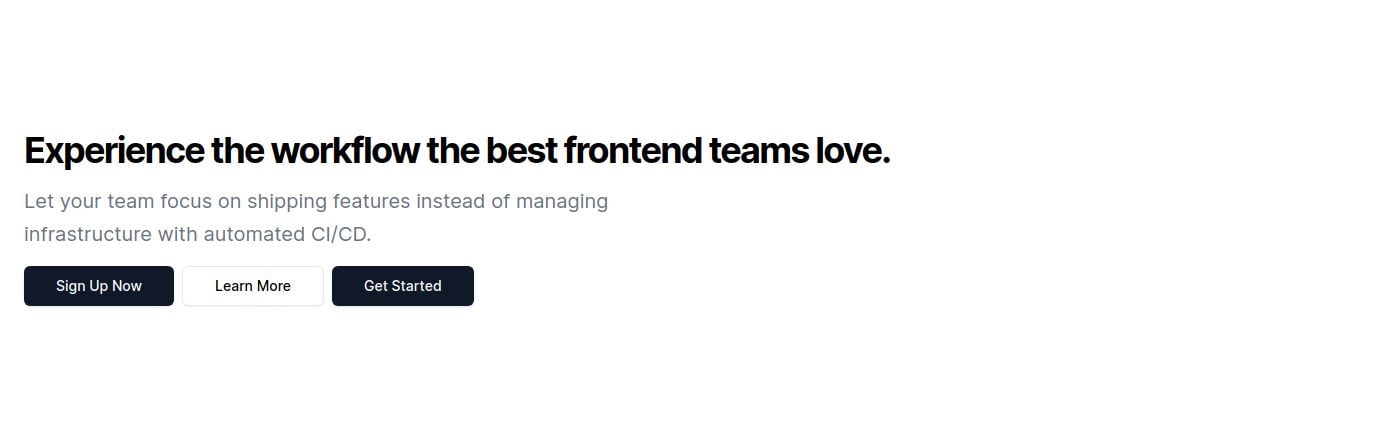 Experience the workflow the best frontend teams love.
Let your team focus on shipping features instead of managing
infrastructure with automated CI/CD.
Sign Up Now
Learn More
Get Started